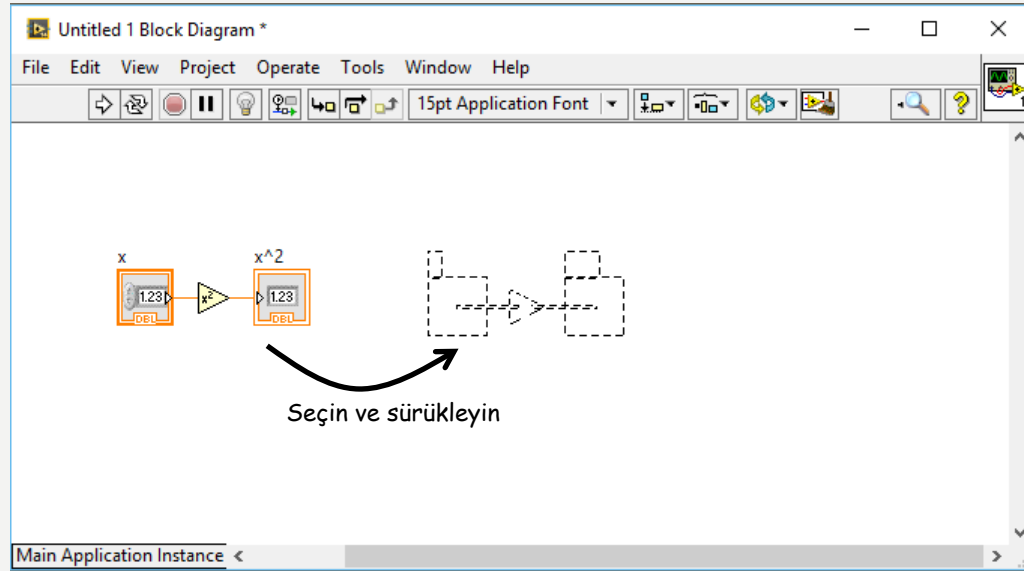 Untitled 1 Block Diagram *
File Edit View Project Operate Tools Window Help
15pt Application Font
x x^2
1.23 x² 1.23
DBL DBL
Seçin ve sürükleyin
Main Application Instance